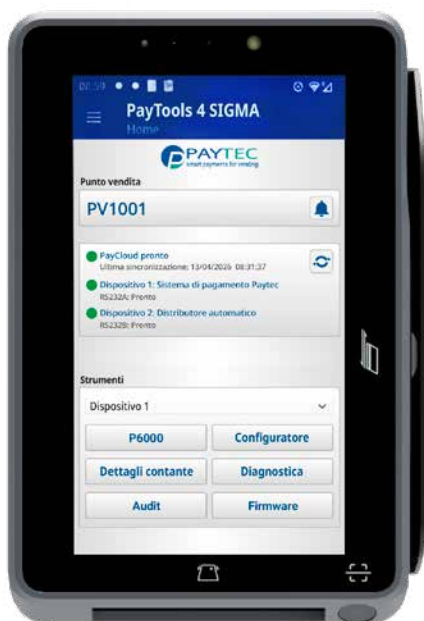 08:59
PayTools 4 SIGMA
Home
PAYTEC
smart payments for vending
Punto vendita
PV1001
PayCloud pronto
Ultima sincronizzazione: 13/04/2026 08:31:37
Dispositivo 1: Sistema di pagamento Paytec
RS232A: Pronto
Dispositivo 2: Distributore automatico
RS232B: Pronto
Strumenti
Dispositivo 1
P6000 Configuratore
Dettagli contante Diagnostica
Audit Firmware